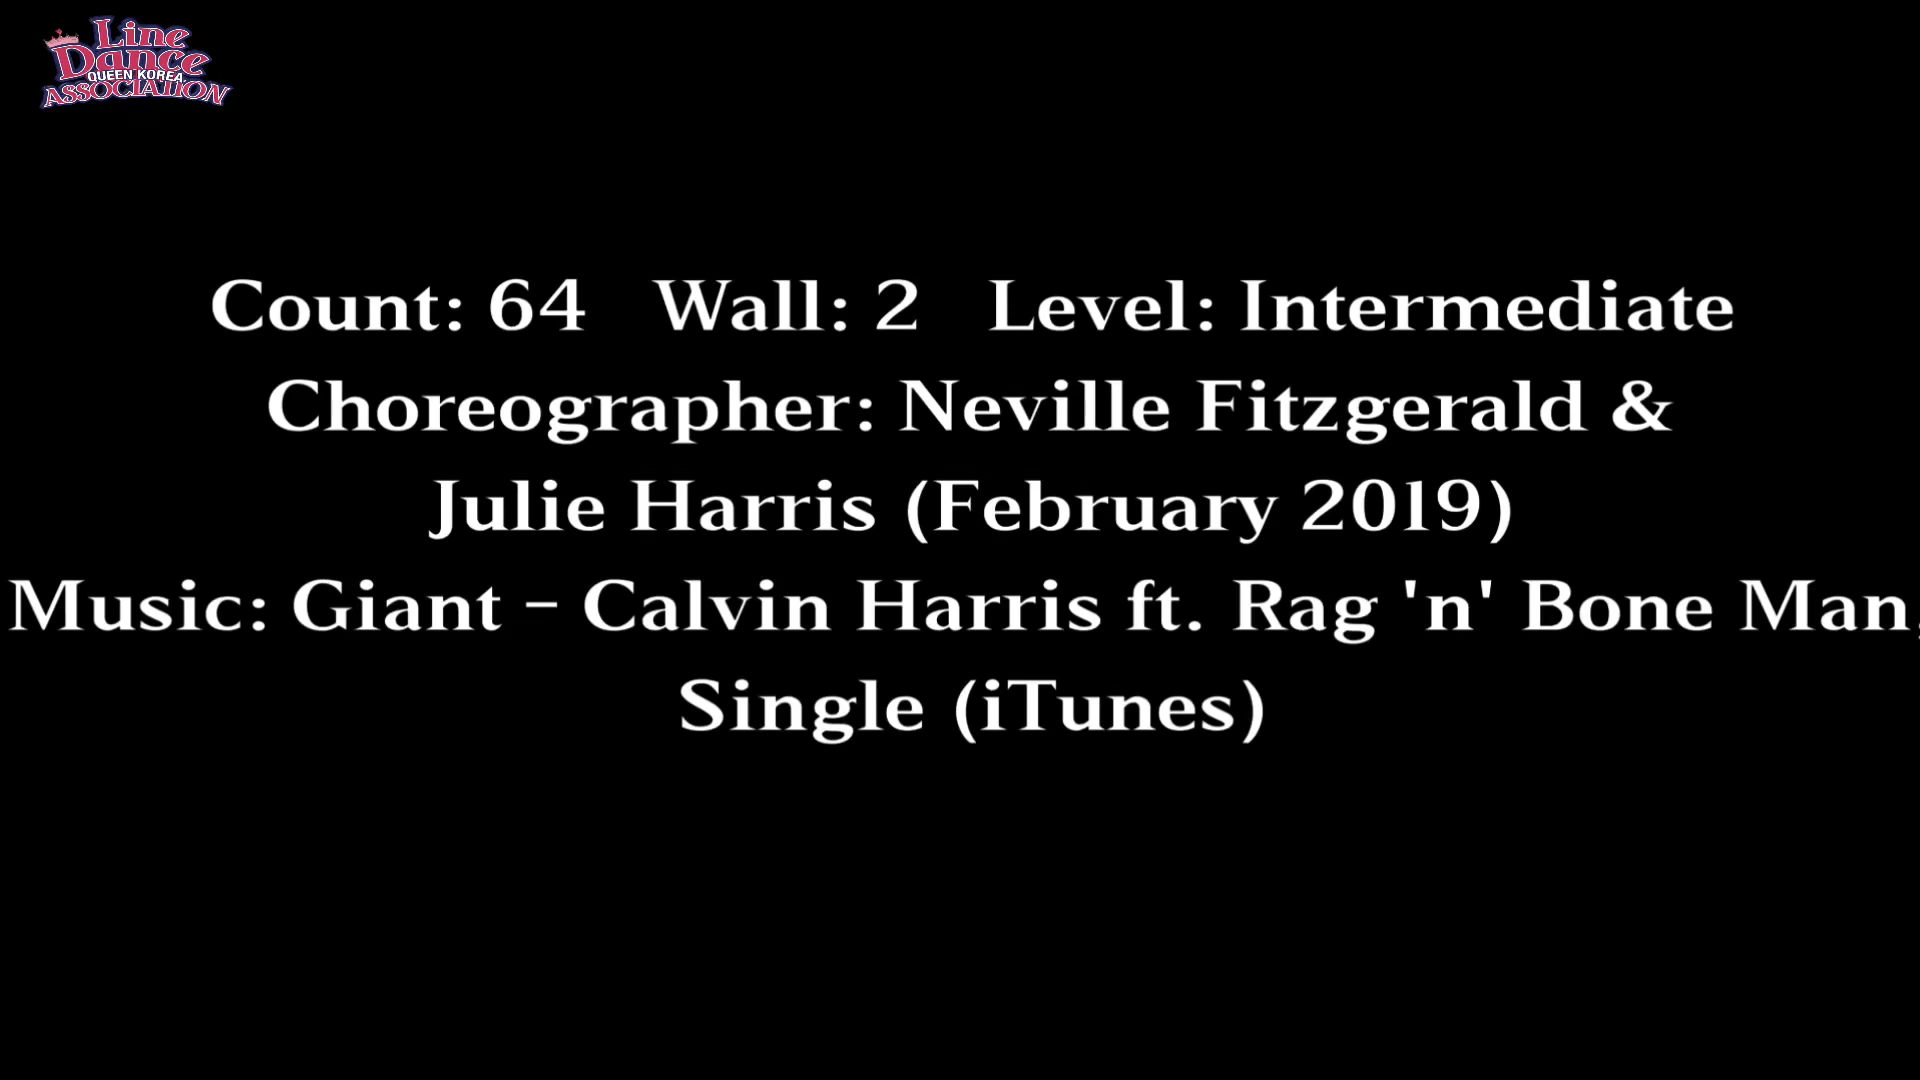 Line
Dance
QUEEN KOREA
ASSOCIATION
Count: 64 Wall: 2 Level: Intermediate
Choreographer: Neville Fitzgerald &
Julie Harris (February 2019)
Music: Giant - Calvin Harris ft. Rag 'n' Bone Man,
Single (iTunes)